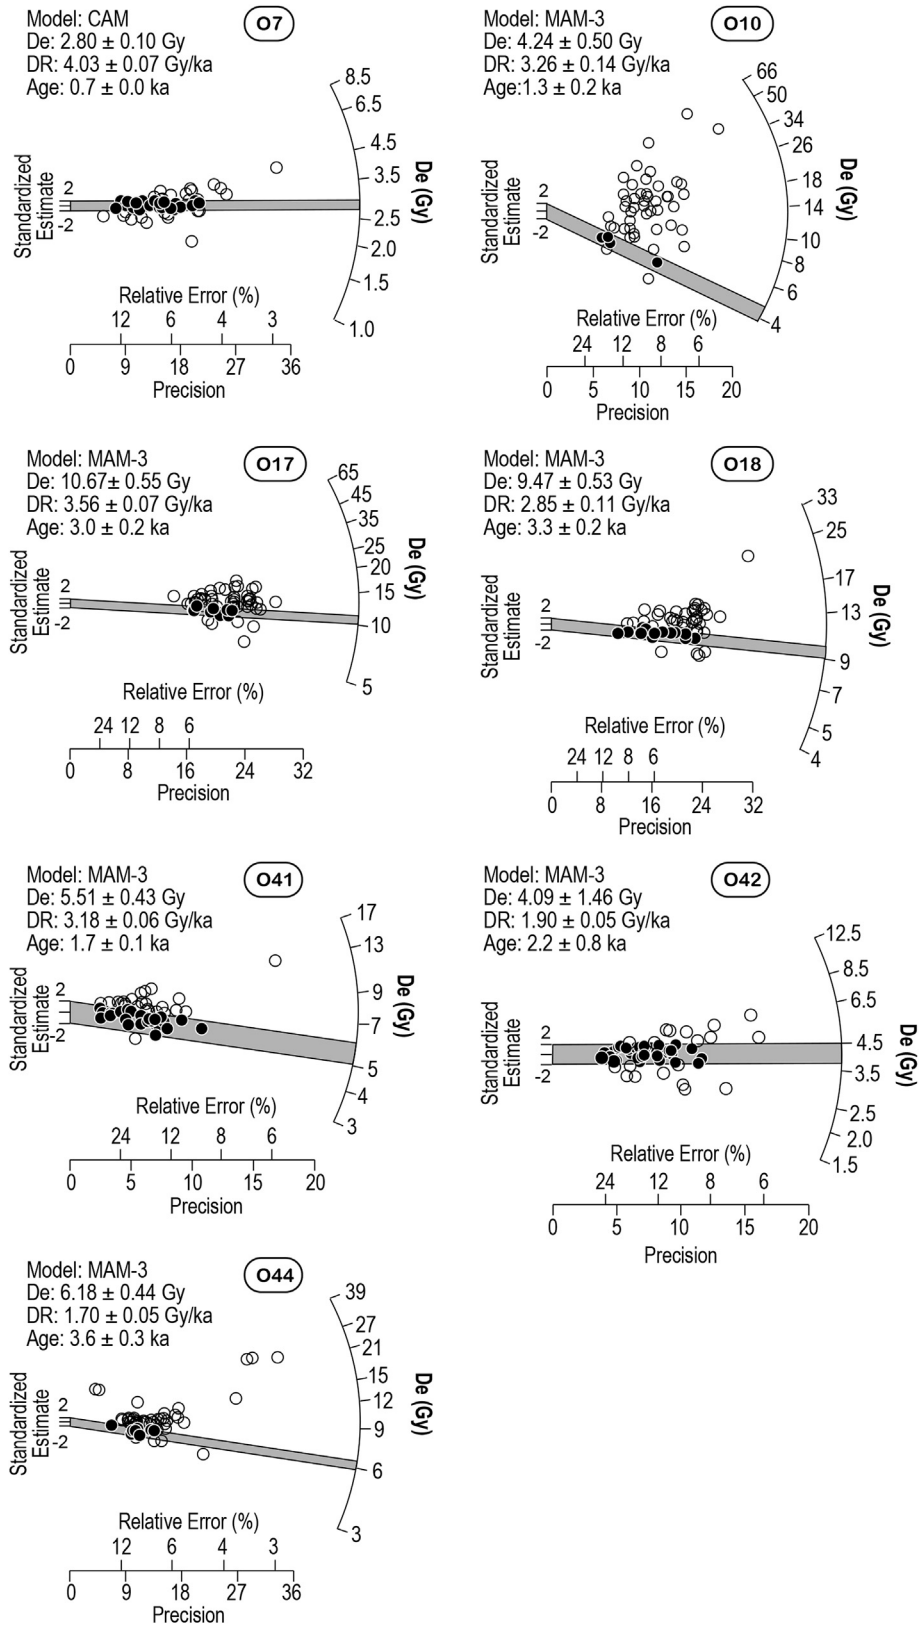 Model: CAM
De: 2.80 ± 0.10 Gy
DR: 4.03 ± 0.07 Gy/ka
Age: 0.7 ± 0.0 ka
O7
8.5
6.5
4.5
3.5
2.5
2.0
1.5
1.0
De (Gy)
Standardized
Estimate
2
-2
Relative Error (%)
12 6 4 3
0 9 18 27 36
Precision
Model: MAM-3
De: 4.24 ± 0.50 Gy
DR: 3.26 ± 0.14 Gy/ka
Age:1.3 ± 0.2 ka
O10
66
50
34
26
18
14
10
8
6
4
De (Gy)
Standardized
Estimate
2
-2
Relative Error (%)
24 12 8 6
0 5 10 15 20
Precision
Model: MAM-3
De: 10.67± 0.55 Gy
DR: 3.56 ± 0.07 Gy/ka
Age: 3.0 ± 0.2 ka
O17
65
45
35
25
20
15
10
5
De (Gy)
Standardized
Estimate
2
-2
Relative Error (%)
24 12 8 6
0 8 16 24 32
Precision
Model: MAM-3
De: 9.47 ± 0.53 Gy
DR: 2.85 ± 0.11 Gy/ka
Age: 3.3 ± 0.2 ka
O18
33
25
17
13
9
7
5
4
De (Gy)
Standardized
Estimate
2
-2
Relative Error (%)
24 12 8 6
0 8 16 24 32
Precision
Model: MAM-3
De: 5.51 ± 0.43 Gy
DR: 3.18 ± 0.06 Gy/ka
Age: 1.7 ± 0.1 ka
O41
17
13
9
7
5
4
3
De (Gy)
Standardized
Estimate
2
-2
Relative Error (%)
24 12 8 6
0 5 10 15 20
Precision
Model: MAM-3
De: 4.09 ± 1.46 Gy
DR: 1.90 ± 0.05 Gy/ka
Age: 2.2 ± 0.8 ka
O42
12.5
8.5
6.5
4.5
3.5
2.5
2.0
1.5
De (Gy)
Standardized
Estimate
2
-2
Relative Error (%)
24 12 8 6
0 5 10 15 20
Precision
Model: MAM-3
De: 6.18 ± 0.44 Gy
DR: 1.70 ± 0.05 Gy/ka
Age: 3.6 ± 0.3 ka
O44
39
27
21
15
12
9
6
3
De (Gy)
Standardized
Estimate
2
-2
Relative Error (%)
12 6 4 3
0 9 18 27 36
Precision